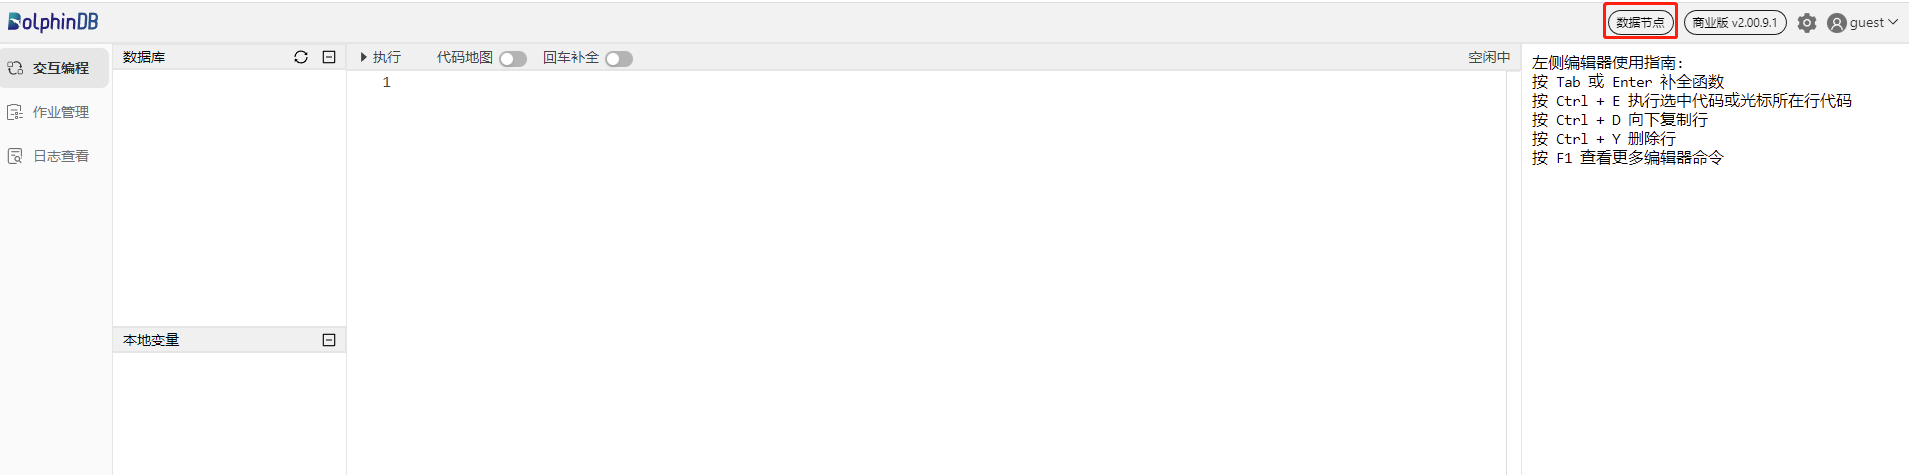 DolphinDB
数据节点
商业版 v2.00.9.1
guest
交互编程
作业管理
日志查看
数据库
本地变量
执行
代码地图
回车补全
空闲中
1
左侧编辑器使用指南:
按 Tab 或 Enter 补全函数
按 Ctrl + E 执行选中代码或光标所在行代码
按 Ctrl + D 向下复制行
按 Ctrl + Y 删除行
按 F1 查看更多编辑器命令